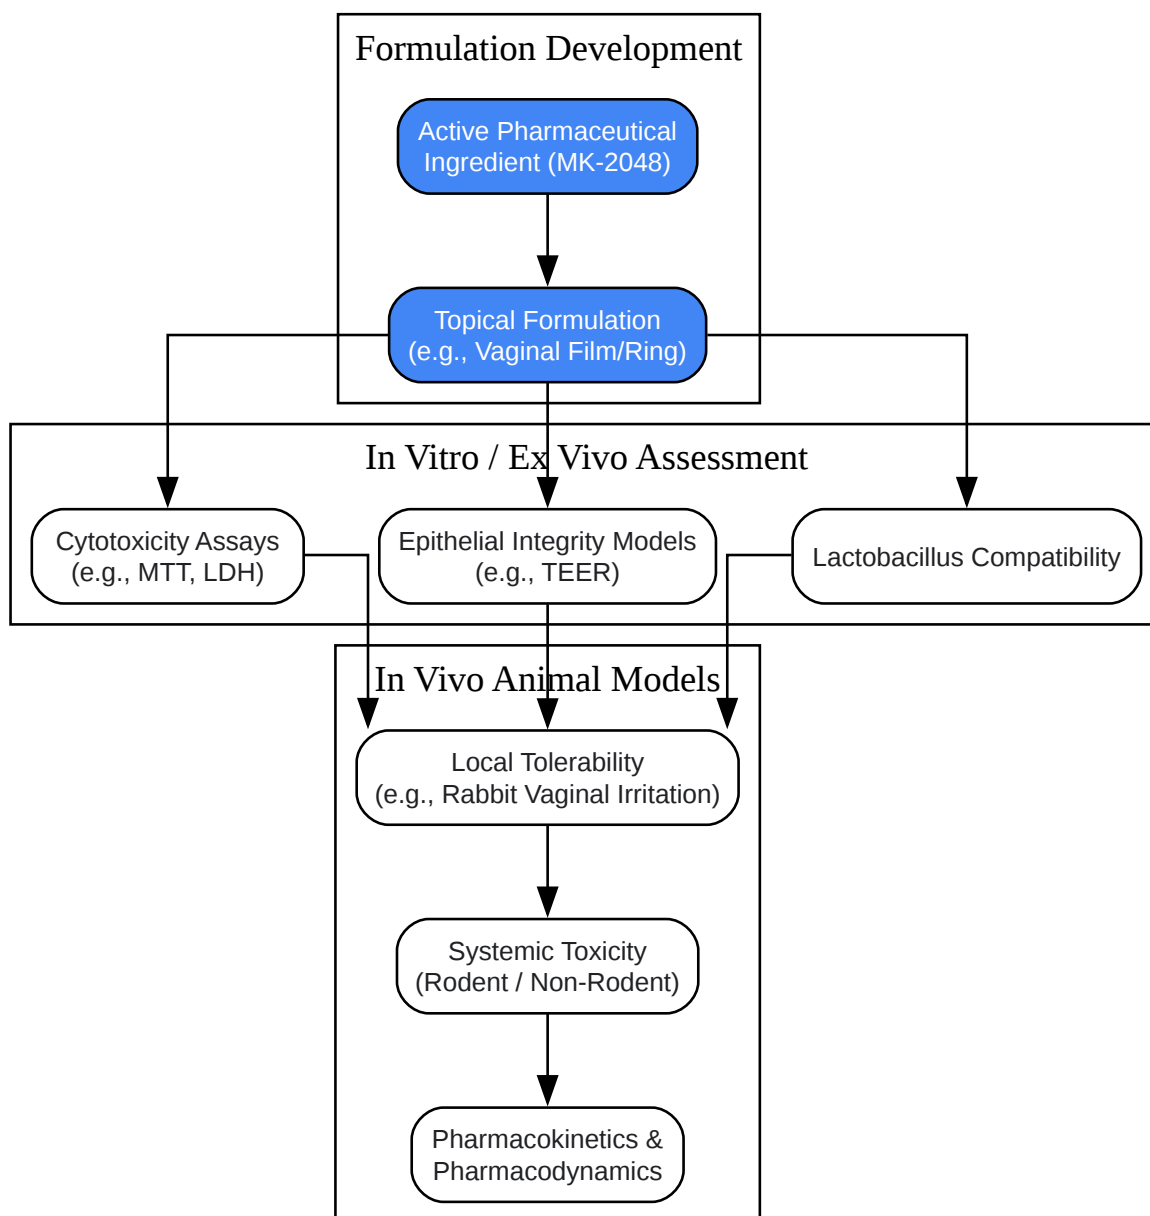 Formulation Development
Active Pharmaceutical
Ingredient (MK-2048)
Topical Formulation
(e.g., Vaginal Film/Ring)
In Vitro / Ex Vivo Assessment
Cytotoxicity Assays
(e.g., MTT, LDH)
Epithelial Integrity Models
(e.g., TEER)
Lactobacillus Compatibility
In Vivo Animal Models
Local Tolerability
(e.g., Rabbit Vaginal Irritation)
Systemic Toxicity
(Rodent / Non-Rodent)
Pharmacokinetics &
Pharmacodynamics